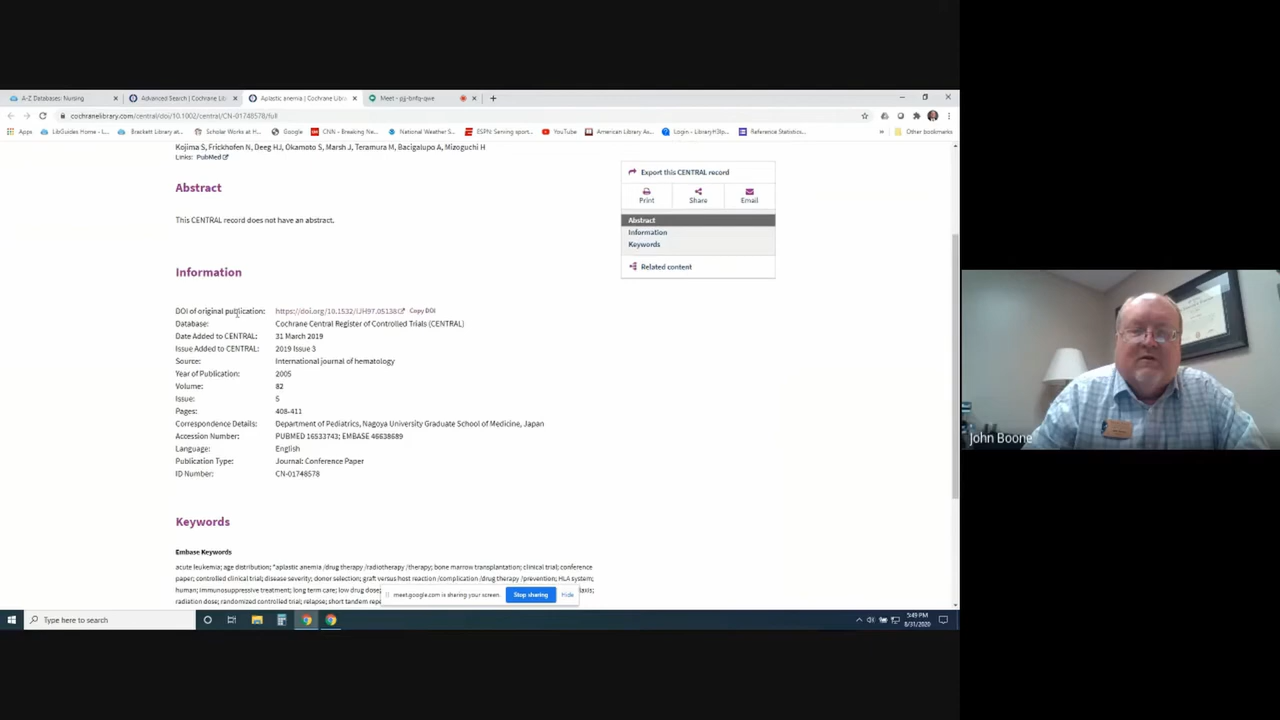 A-Z Databases: Nursing
Advanced Search | Cochrane Lib
Aplastic anemia | Cochrane Libra
Meet - pjj-bnfq-qwe
cochranelibrary.com/central/doi/10.1002/central/CN-01748578/full
Apps
LibGuides Home - L...
Brackett Library at...
Scholar Works at H...
Google
CNN - Breaking Ne...
National Weather S...
ESPN: Serving sport...
YouTube
American Library As...
Login - LibraryH3lp...
Reference Statistics...
»
Other bookmarks
Kojima S, Frickhofen N, Deeg HJ, Okamoto S, Marsh J, Teramura M, Bacigalupo A, Mizoguchi H
Links: PubMed
Abstract
This CENTRAL record does not have an abstract.
Information
DOI of original publication: https://doi.org/10.1532/IJH97.05138 Copy DOI
Database: Cochrane Central Register of Controlled Trials (CENTRAL)
Date Added to CENTRAL: 31 March 2019
Issue Added to CENTRAL: 2019 Issue 3
Source: International journal of hematology
Year of Publication: 2005
Volume: 82
Issue: 5
Pages: 408-411
Correspondence Details: Department of Pediatrics, Nagoya University Graduate School of Medicine, Japan
Accession Number: PUBMED 16533743; EMBASE 46638689
Language: English
Publication Type: Journal: Conference Paper
ID Number: CN-01748578
Keywords
Embase Keywords
acute leukemia; age distribution; *aplastic anemia /drug therapy /radiotherapy /therapy; bone marrow transplantation; clinical trial; conference
paper; controlled clinical trial; disease severity; donor selection; graft versus host reaction /complication /drug therapy /prevention; HLA system;
human; immunosuppressive treatment; long term care; low drug dose;
radiation dose; randomized controlled trial; relapse; short tandem repe
Export this CENTRAL record
Print
Share
Email
Abstract
Information
Keywords
Related content
meet.google.com is sharing your screen.
Stop sharing
Hide
Type here to search
5:49 PM
8/31/2020
John Boone